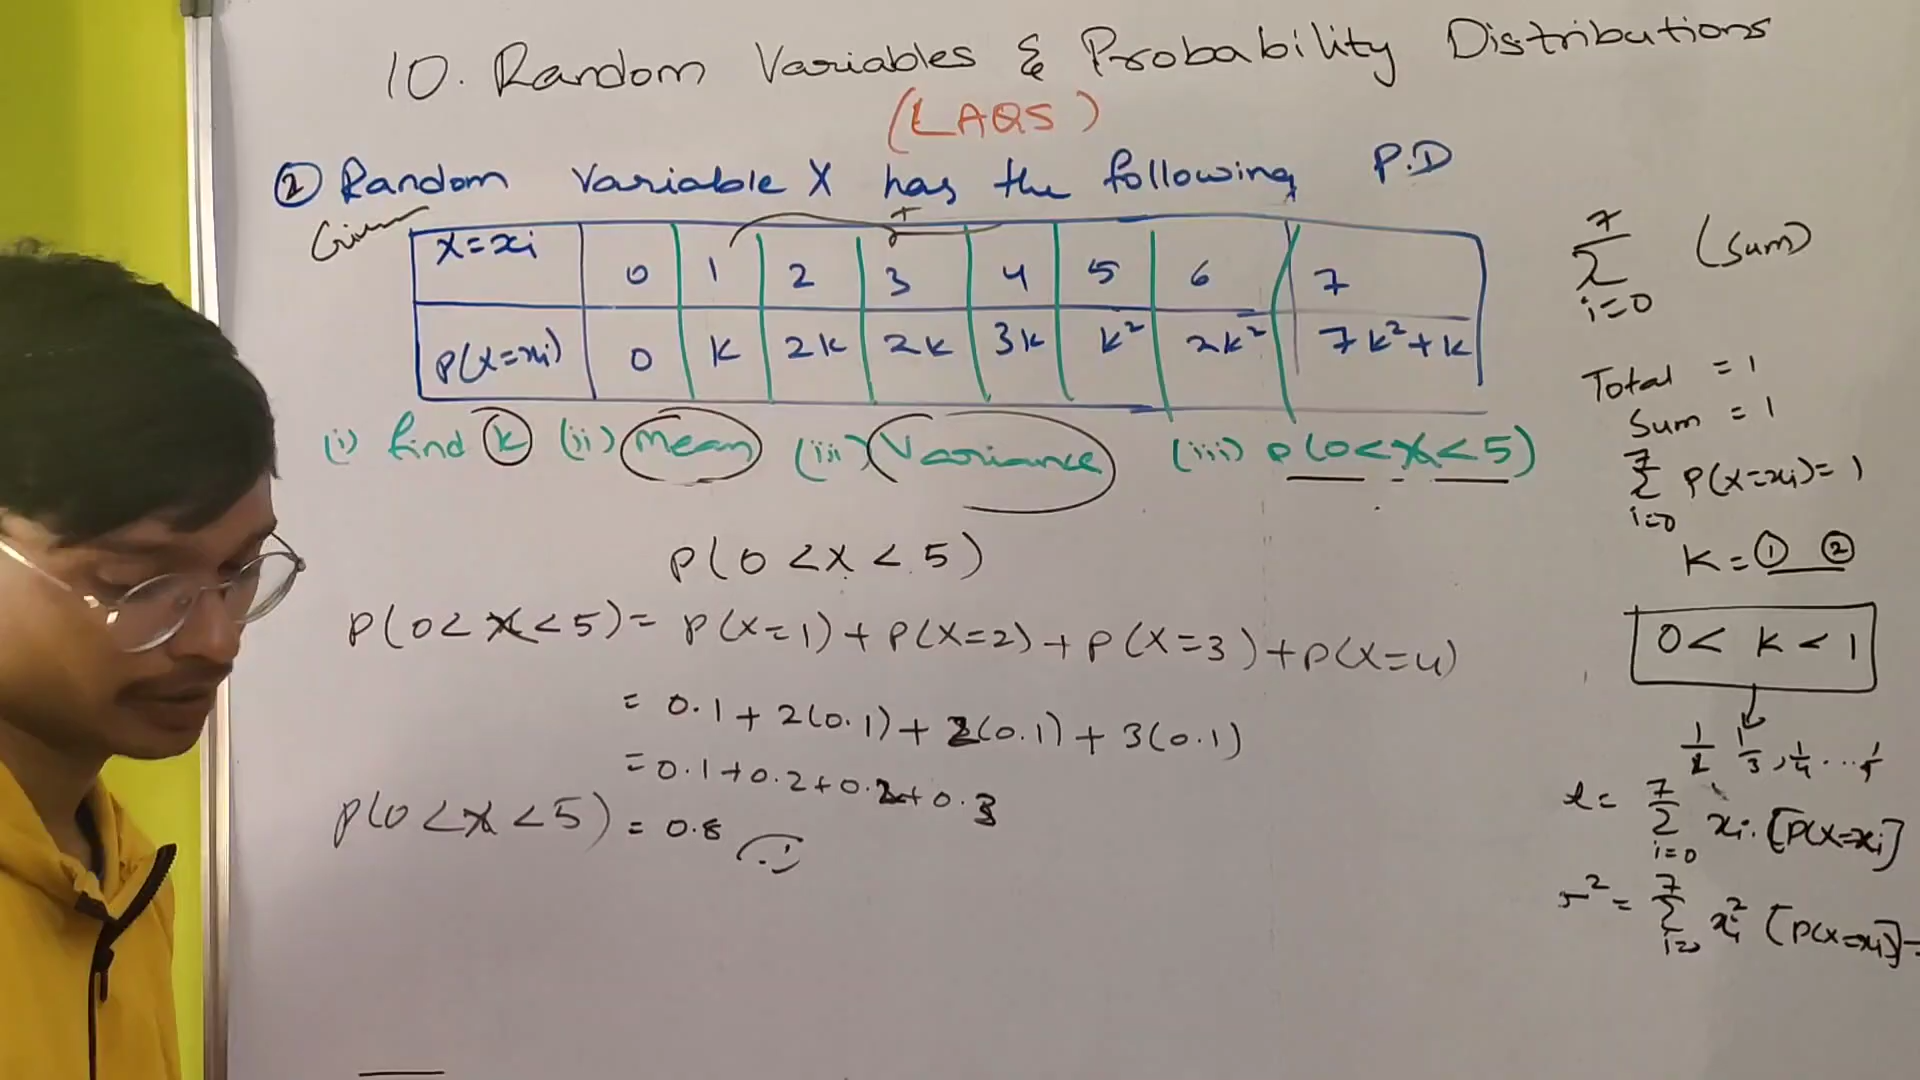 10. Random Variables & Probability Distributions
(LAQS)
② Random Variable X has the following P.D
Given
X=xi 0 1 2 3 4 5 6 7
P(X=xi) 0 k 2k 2k 3k k² 2k² 7k²+k
(i) find k (ii) Mean (iii) Variance (iii) P(0<X<5)
P(0<X<5)
P(0<X<5)= P(X=1)+P(X=2)+P(X=3)+P(X=4)
= 0.1+2(0.1)+2(0.1)+3(0.1)
=0.1+0.2+0.2+0.3
P(0<X<5) = 0.8
7
Σ (Sum)
i=0
Total = 1
Sum = 1
7
Σ P(X=xi)=1
i=0
K=① ②
0< K <1
1/2 1/3, 1/4 ...
7
= Σ xi.[P(X=xi]
i=0
7
² = Σ xi² [P(X=xi)]-
i=0